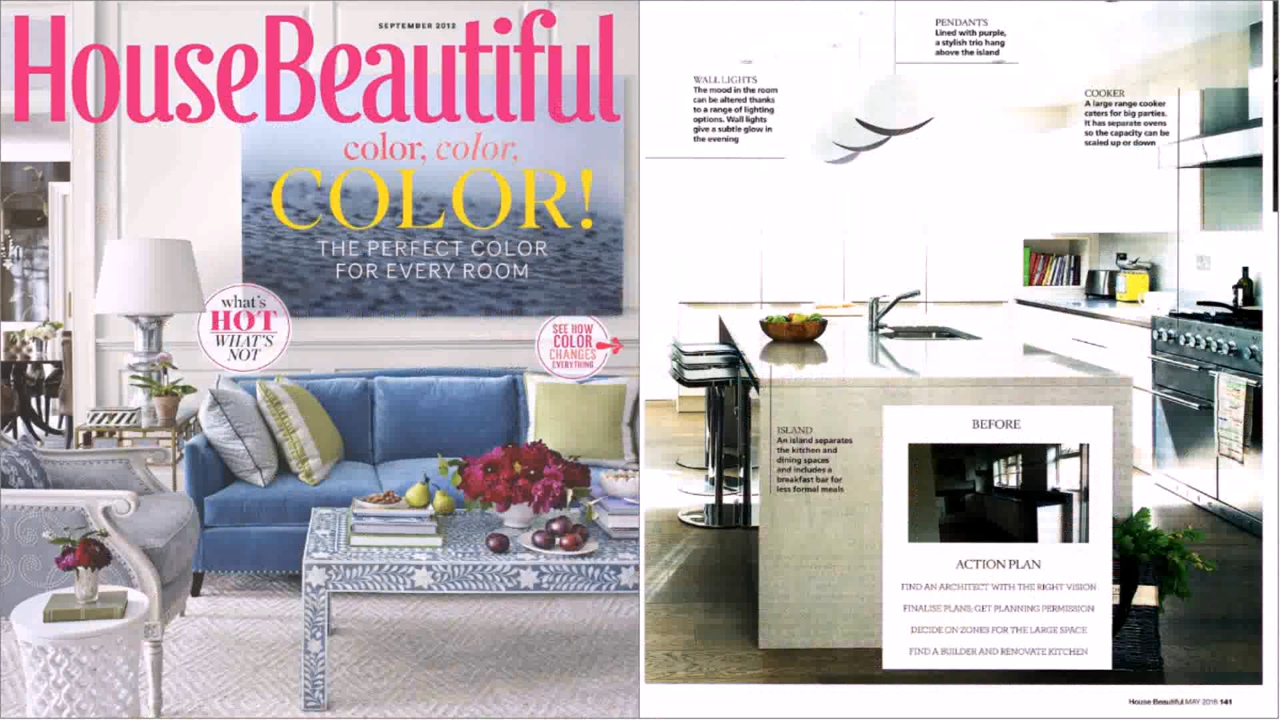 SEPTEMBER 2012
HouseBeautiful
color, color,
COLOR!
THE PERFECT COLOR
FOR EVERY ROOM
what's
HOT
WHAT'S
NOT
SEE HOW
COLOR
CHANGES
EVERYTHING
PENDANTS
Lined with purple,
a stylish trio hang
above the island
WALL LIGHTS
The mood in the room
can be altered thanks
to a range of lighting
options. Wall lights
give a subtle glow in
the evening
COOKER
A large range cooker
caters for big parties.
It has separate ovens
so the capacity can be
scaled up or down
ISLAND
An island separates
the kitchen and
dining spaces
and includes a
breakfast bar for
less formal meals
BEFORE
ACTION PLAN
FIND AN ARCHITECT WITH THE RIGHT VISION
FINALISE PLANS; GET PLANNING PERMISSION
DECIDE ON ZONES FOR THE LARGE SPACE
FIND A BUILDER AND RENOVATE KITCHEN
House Beautiful MAY 2018 141